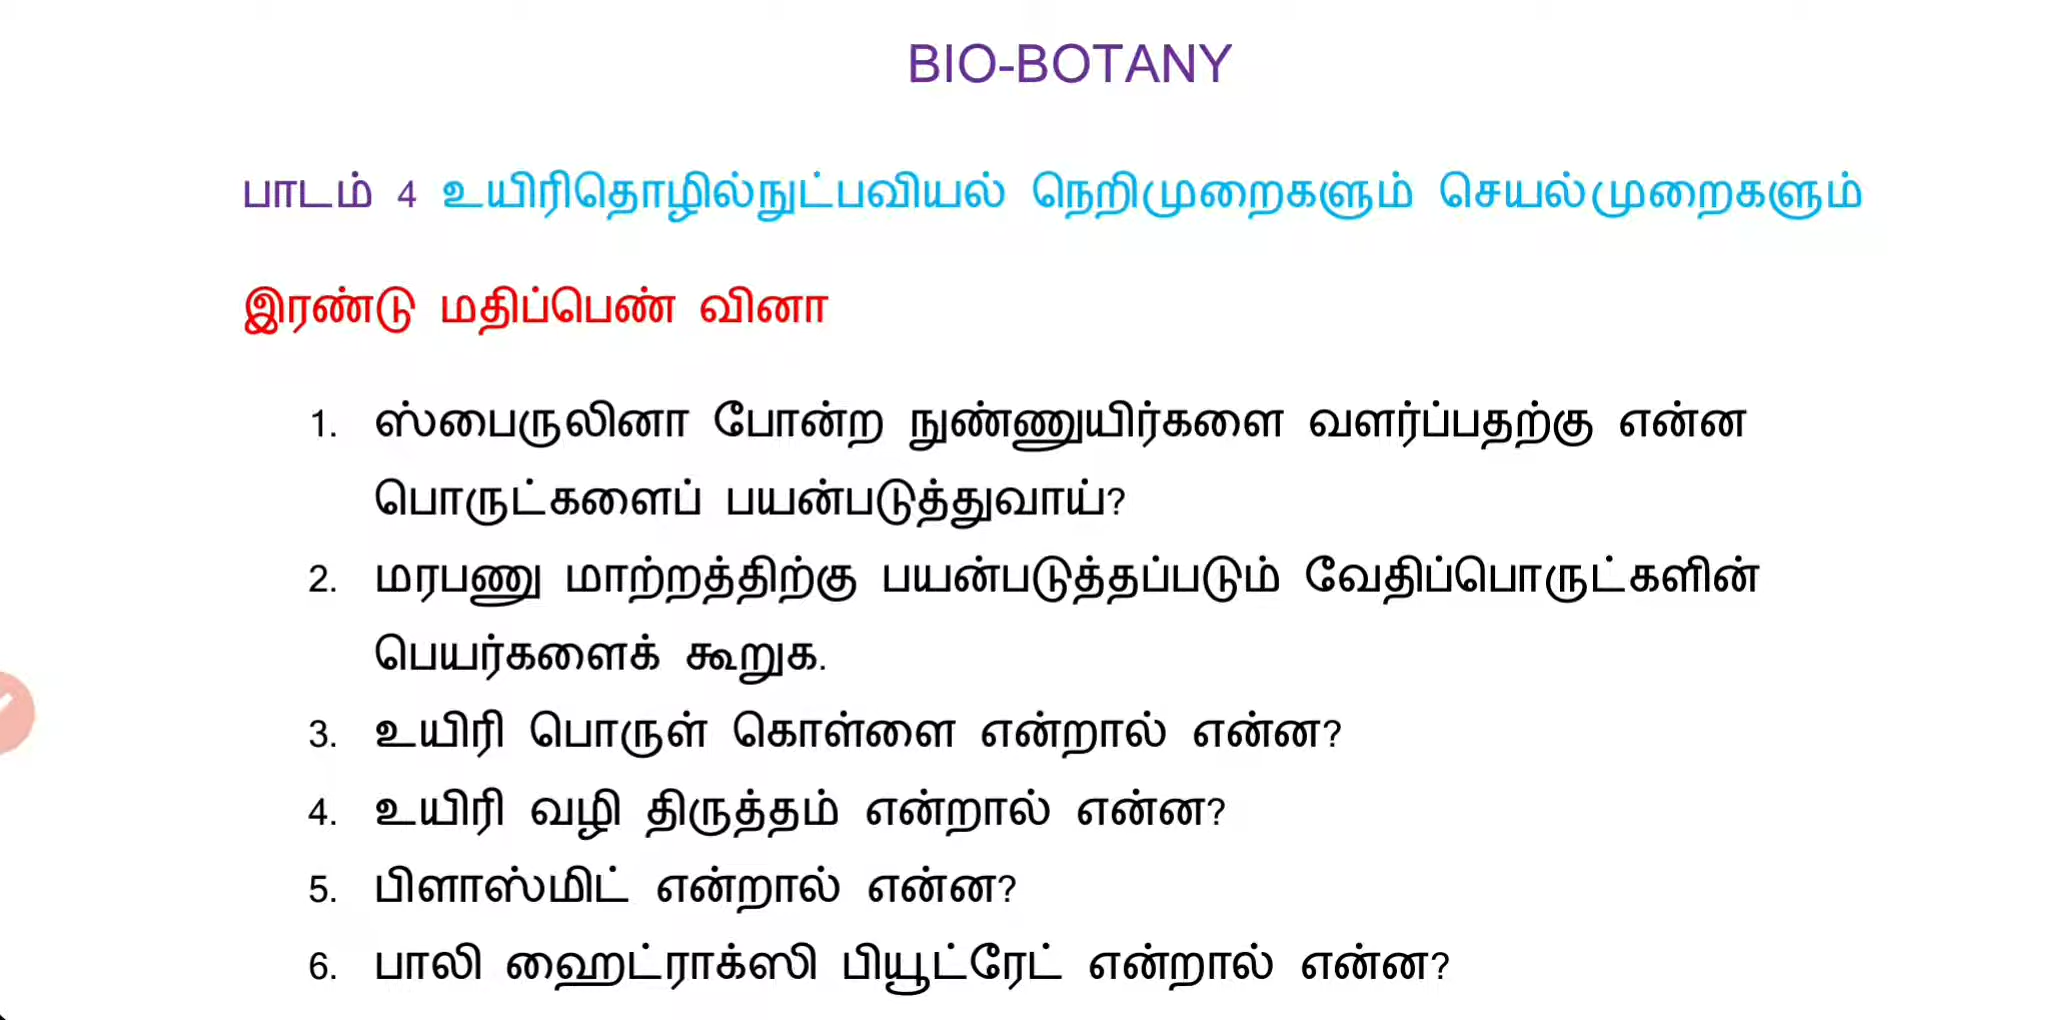 BIO-BOTANY
பாடம் 4 உயிரிதொழில்நுட்பவியல் நெறிமுறைகளும் செயல்முறைகளும்
இரண்டு மதிப்பெண் வினா
1. ஸ்பைருலினா போன்ற நுண்ணுயிர்களை வளர்ப்பதற்கு என்ன
பொருட்களைப் பயன்படுத்துவாய்?
2. மரபணு மாற்றத்திற்கு பயன்படுத்தப்படும் வேதிப்பொருட்களின்
பெயர்களைக் கூறுக.
3. உயிரி பொருள் கொள்ளை என்றால் என்ன?
4. உயிரி வழி திருத்தம் என்றால் என்ன?
5. பிளாஸ்மிட் என்றால் என்ன?
6. பாலி ஹைட்ராக்ஸி பியூட்ரேட் என்றால் என்ன?